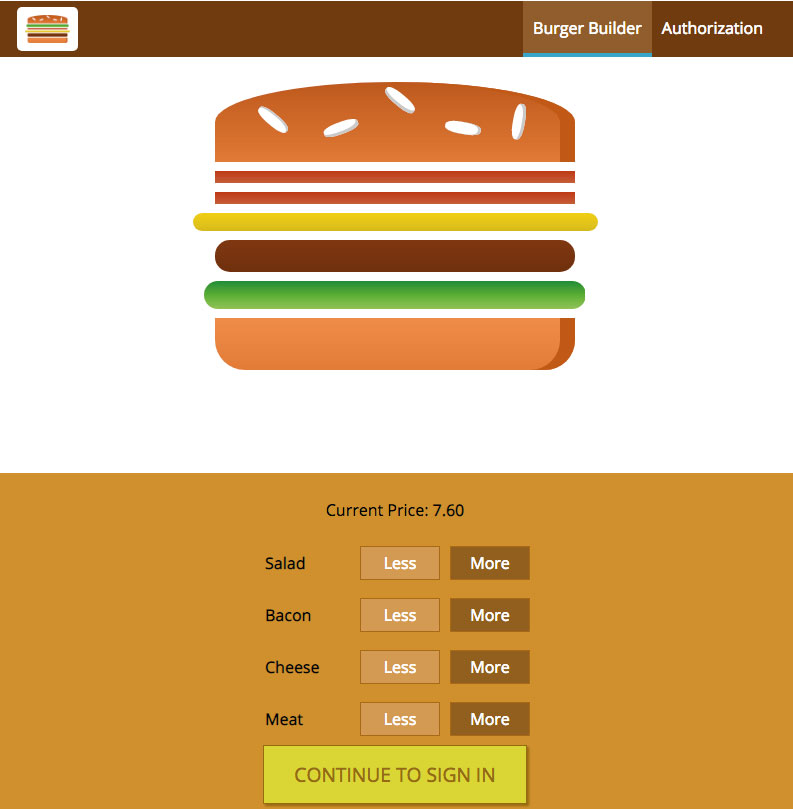 Burger Builder Authorization
Current Price: 7.60
Salad Less More
Bacon Less More
Cheese Less More
Meat Less More
CONTINUE TO SIGN IN